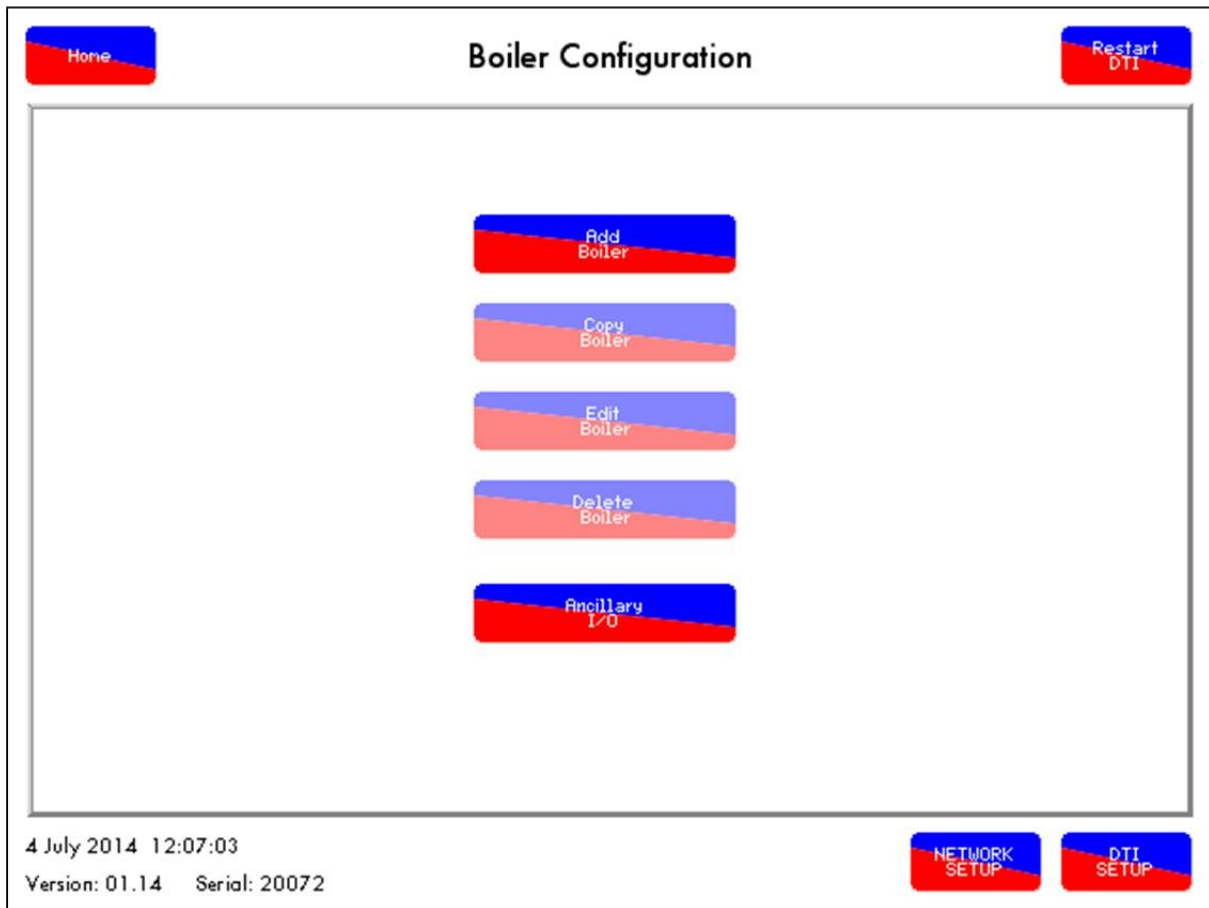 Home
Boiler Configuration
Restart
DTI
Add
Boiler
Copy
Boiler
Edit
Boiler
Delete
Boiler
Ancillary
I/O
4 July 2014 12:07:03
Version: 01.14 Serial: 20072
NETWORK
SETUP
DTI
SETUP